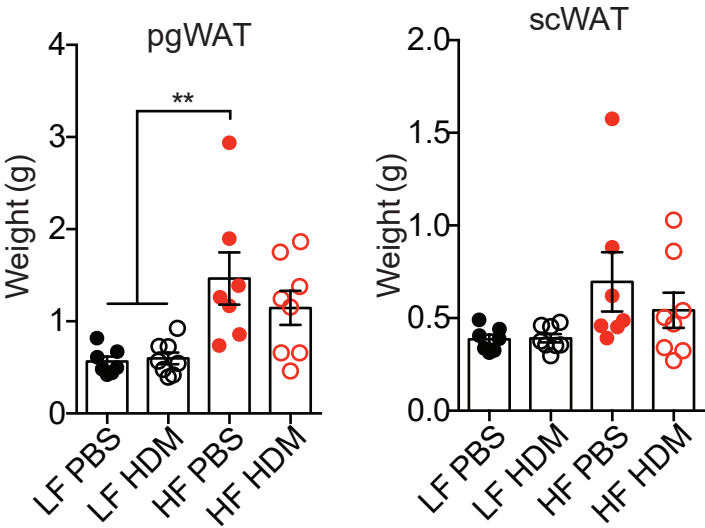 pgWAT
Weight (g)
4
3
2
1
0
**
LF PBS
LF HDM
HF PBS
HF HDM
scWAT
Weight (g)
2.0
1.5
1.0
0.5
0.0
LF PBS
LF HDM
HF PBS
HF HDM